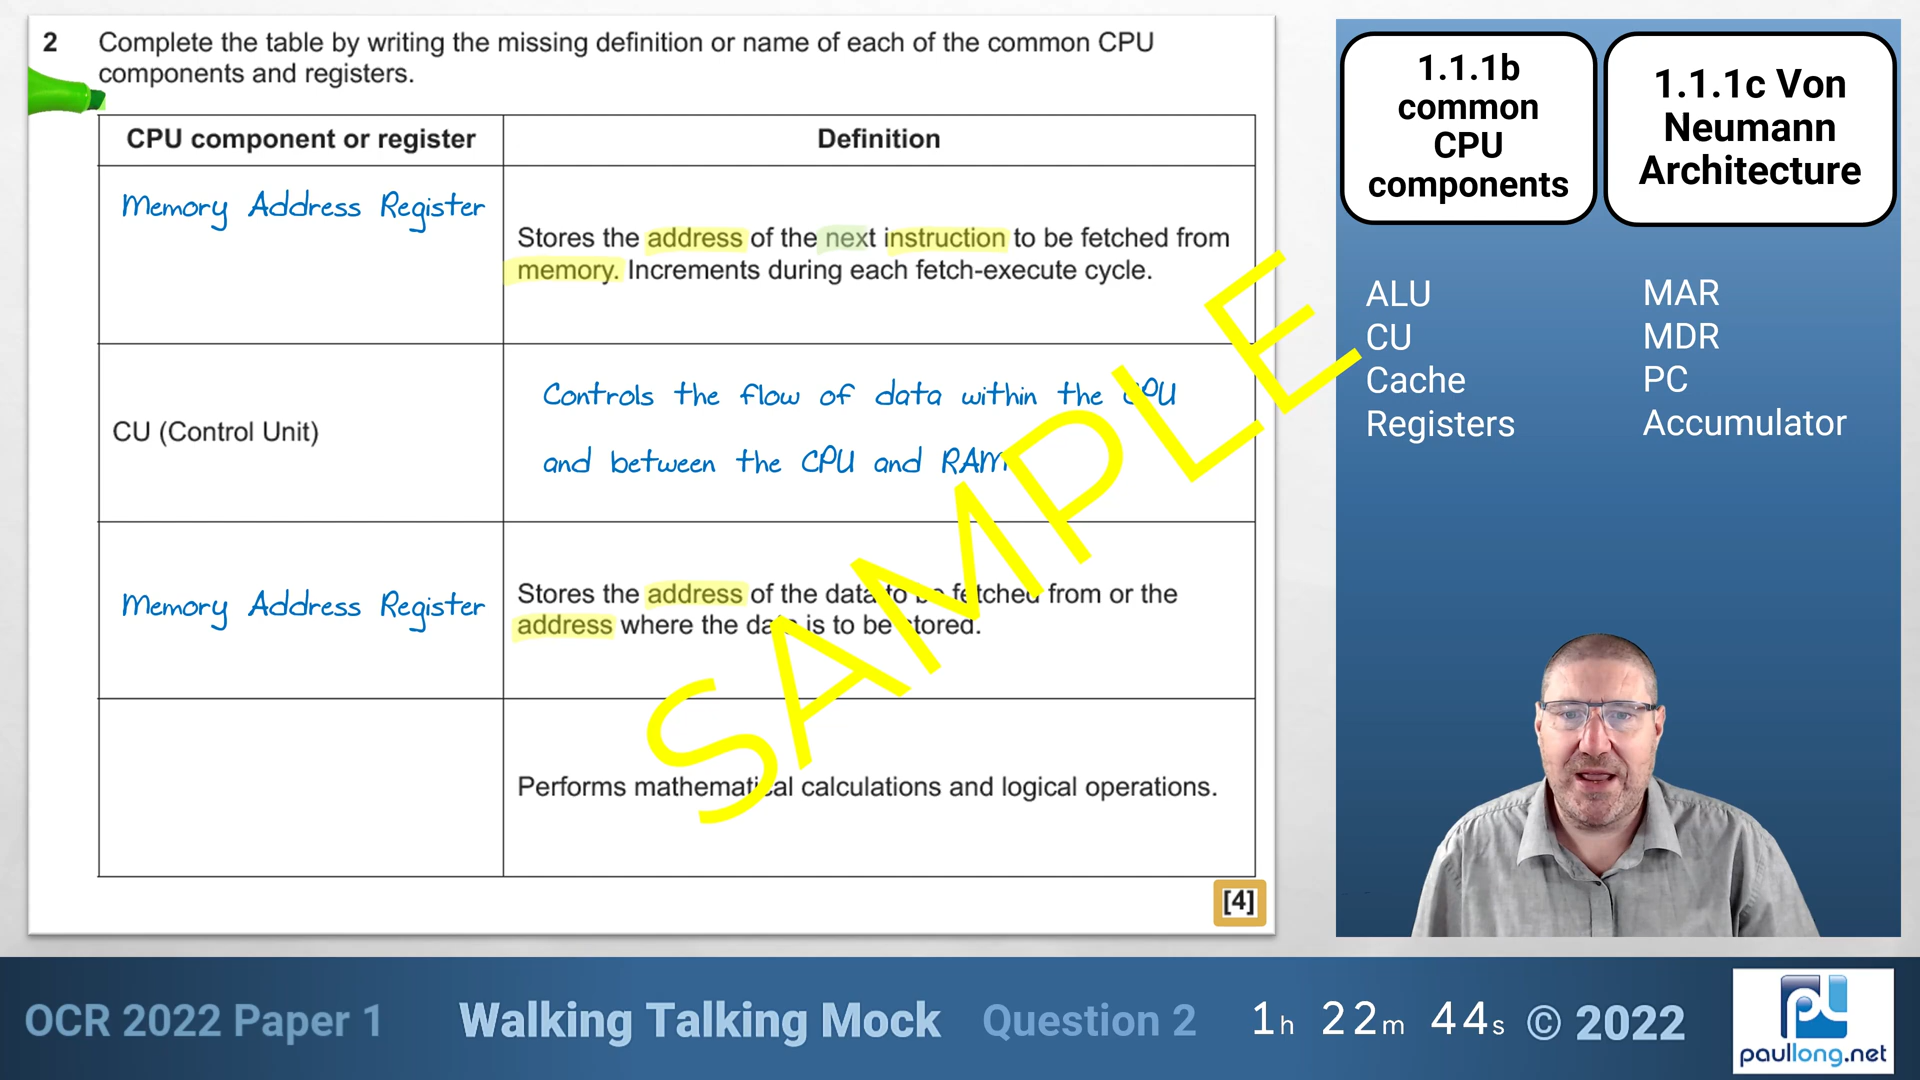 2 Complete the table by writing the missing definition or name of each of the common CPU
components and registers.
CPU component or register
Definition
Memory Address Register
Stores the address of the next instruction to be fetched from
memory. Increments during each fetch-execute cycle.
CU (Control Unit)
Controls the flow of data within the CPU
and between the CPU and RAM
Memory Address Register
Stores the address of the data to be fetched from or the
address where the data is to be stored.
Performs mathematical calculations and logical operations.
[4]
SAMPLE
1.1.1b
common
CPU
components
ALU
CU
Cache
Registers
1.1.1c Von
Neumann
Architecture
MAR
MDR
PC
Accumulator
OCR 2022 Paper 1
Walking Talking Mock
Question 2
1h 22m 44s
© 2022
pl
paullong.net